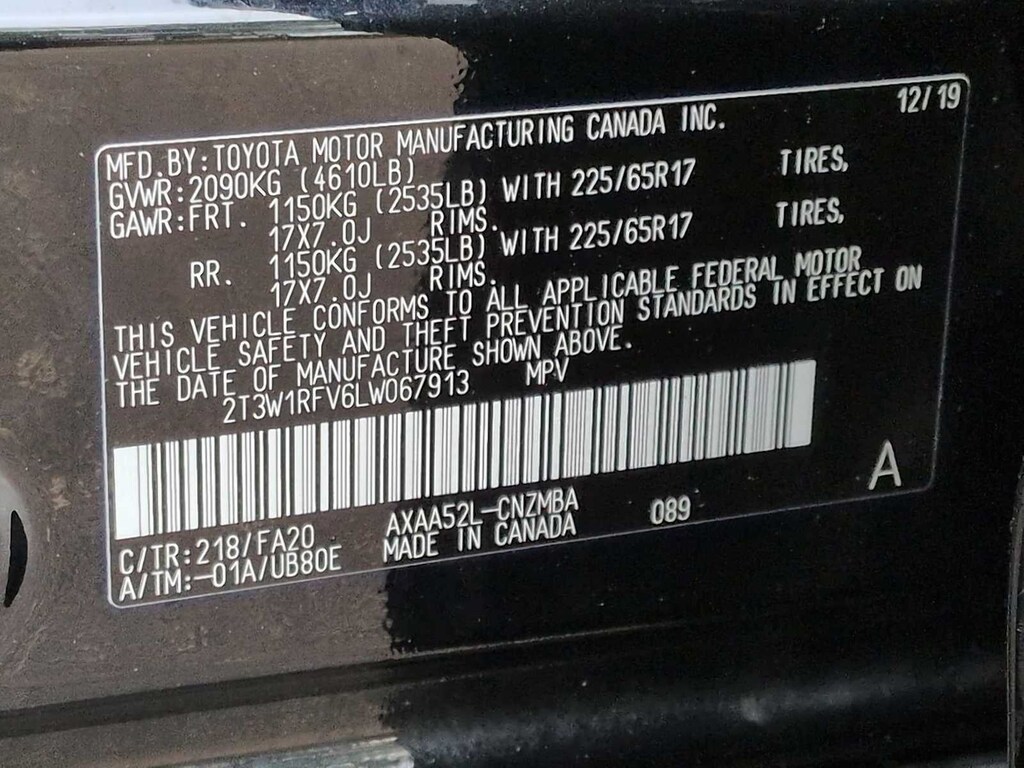 12/19
MFD.BY:TOYOTA MOTOR MANUFACTURING CANADA INC.
GVWR:2090KG (4610LB)
GAWR:FRT. 1150KG (2535LB) WITH 225/65R17 TIRES,
17X7.0J RIMS.
RR. 1150KG (2535LB) WITH 225/65R17 TIRES,
17X7.0J RIMS.
THIS VEHICLE CONFORMS TO ALL APPLICABLE FEDERAL MOTOR
VEHICLE SAFETY AND THEFT PREVENTION STANDARDS IN EFFECT ON
THE DATE OF MANUFACTURE SHOWN ABOVE.
2T3W1RFV6LW067913 MPV
C/TR:218/FA20 AXAA52L-CNZMBA 089 A
A/TM:-01A/UB80E MADE IN CANADA